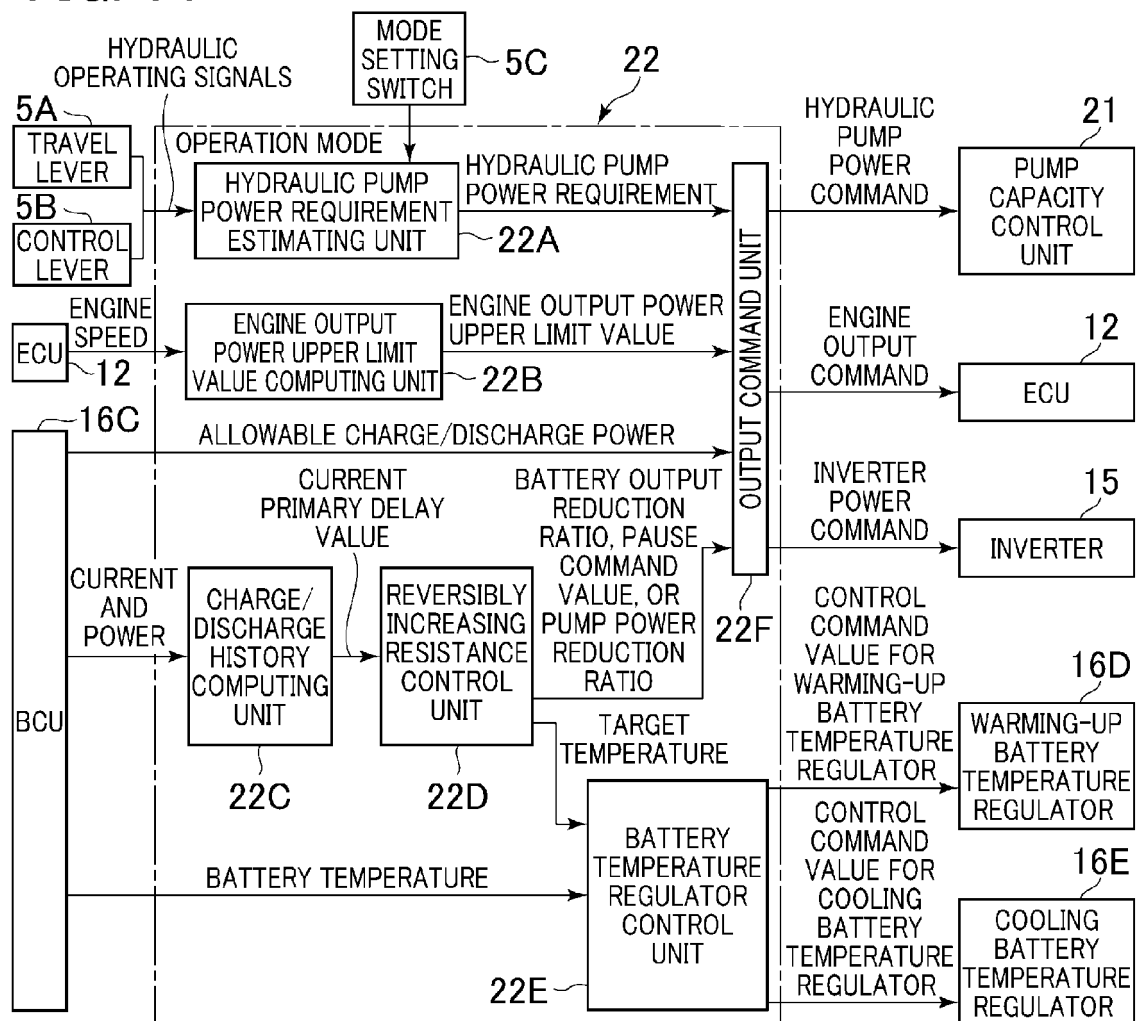 HYDRAULIC
OPERATING SIGNALS
MODE
SETTING
SWITCH
5C
22
5A
TRAVEL
LEVER
5B
CONTROL
LEVER
OPERATION MODE
HYDRAULIC PUMP
POWER REQUIREMENT
ESTIMATING UNIT
22A
HYDRAULIC PUMP
POWER REQUIREMENT
HYDRAULIC
PUMP
POWER
COMMAND
21
PUMP
CAPACITY
CONTROL
UNIT
ENGINE
SPEED
ECU
12
ENGINE OUTPUT
POWER UPPER LIMIT
VALUE COMPUTING UNIT
22B
ENGINE OUTPUT POWER
UPPER LIMIT VALUE
OUTPUT COMMAND UNIT
22F
ENGINE
OUTPUT
COMMAND
12
ECU
16C
BCU
ALLOWABLE CHARGE/DISCHARGE POWER
CURRENT
PRIMARY DELAY
VALUE
BATTERY OUTPUT
REDUCTION
RATIO, PAUSE
COMMAND
VALUE, OR
PUMP POWER
REDUCTION
RATIO
INVERTER
POWER
COMMAND
15
INVERTER
CURRENT
AND
POWER
CHARGE/
DISCHARGE
HISTORY
COMPUTING
UNIT
22C
REVERSIBLY
INCREASING
RESISTANCE
CONTROL
UNIT
22D
TARGET
TEMPERATURE
CONTROL
COMMAND
VALUE FOR
WARMING-UP
BATTERY
TEMPERATURE
REGULATOR
16D
WARMING-UP
BATTERY
TEMPERATURE
REGULATOR
BATTERY TEMPERATURE
BATTERY
TEMPERATURE
REGULATOR
CONTROL
UNIT
22E
CONTROL
COMMAND
VALUE FOR
COOLING
BATTERY
TEMPERATURE
REGULATOR
16E
COOLING
BATTERY
TEMPERATURE
REGULATOR